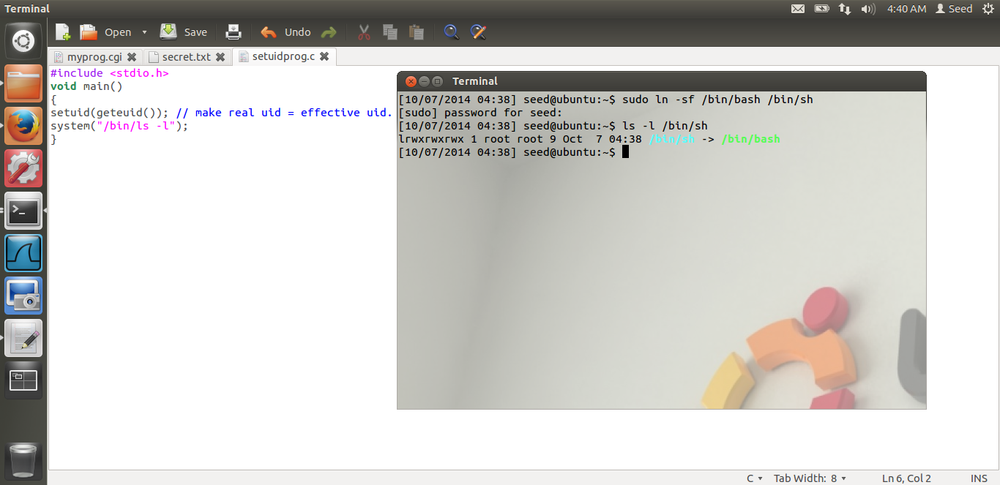 Terminal
4:40 AM
Seed
Open
Save
Undo
myprog.cgi
secret.txt
setuidprog.c
#include <stdio.h>
void main()
{
setuid(geteuid()); // make real uid = effective uid.
system("/bin/ls -l");
}
Terminal
[10/07/2014 04:38] seed@ubuntu:~$ sudo ln -sf /bin/bash /bin/sh
[sudo] password for seed:
[10/07/2014 04:38] seed@ubuntu:~$ ls -l /bin/sh
lrwxrwxrwx 1 root root 9 Oct  7 04:38 /bin/sh -> /bin/bash
[10/07/2014 04:38] seed@ubuntu:~$
C
Tab Width: 8
Ln 6, Col 2
INS